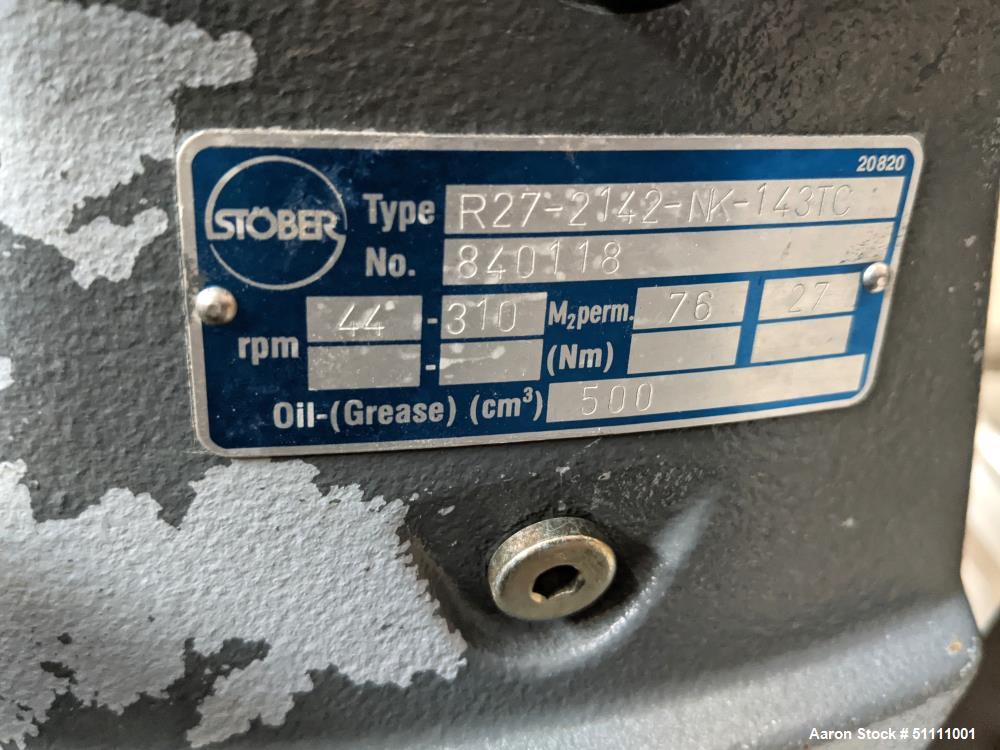 20820
STÖBER
Type R27-2142-NK-143TC
No. 840118
rpm 44 - 310 M₂perm. 76 27
- (Nm)
Oil-(Grease) (cm³) 500
Aaron Stock # 51111001